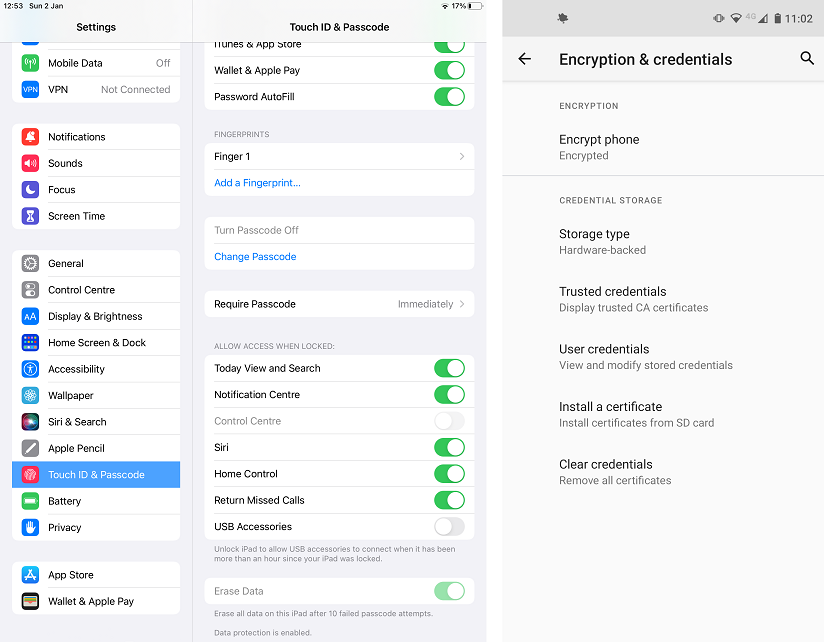 12:53 Sun 2 Jan
17%
Settings
Mobile Data Off
VPN VPN Not Connected
Notifications
Sounds
Focus
Screen Time
General
Control Centre
AA Display & Brightness
Home Screen & Dock
Accessibility
Wallpaper
Siri & Search
Apple Pencil
Touch ID & Passcode
Battery
Privacy
App Store
Wallet & Apple Pay
Touch ID & Passcode
iTunes & App Store
Wallet & Apple Pay
Password AutoFill
FINGERPRINTS
Finger 1
Add a Fingerprint...
Turn Passcode Off
Change Passcode
Require Passcode Immediately
ALLOW ACCESS WHEN LOCKED:
Today View and Search
Notification Centre
Control Centre
Siri
Home Control
Return Missed Calls
USB Accessories
Unlock iPad to allow USB accessories to connect when it has been
more than an hour since your iPad was locked.
Erase Data
Erase all data on this iPad after 10 failed passcode attempts.
Data protection is enabled.
4G 11:02
Encryption & credentials
ENCRYPTION
Encrypt phone
Encrypted
CREDENTIAL STORAGE
Storage type
Hardware-backed
Trusted credentials
Display trusted CA certificates
User credentials
View and modify stored credentials
Install a certificate
Install certificates from SD card
Clear credentials
Remove all certificates